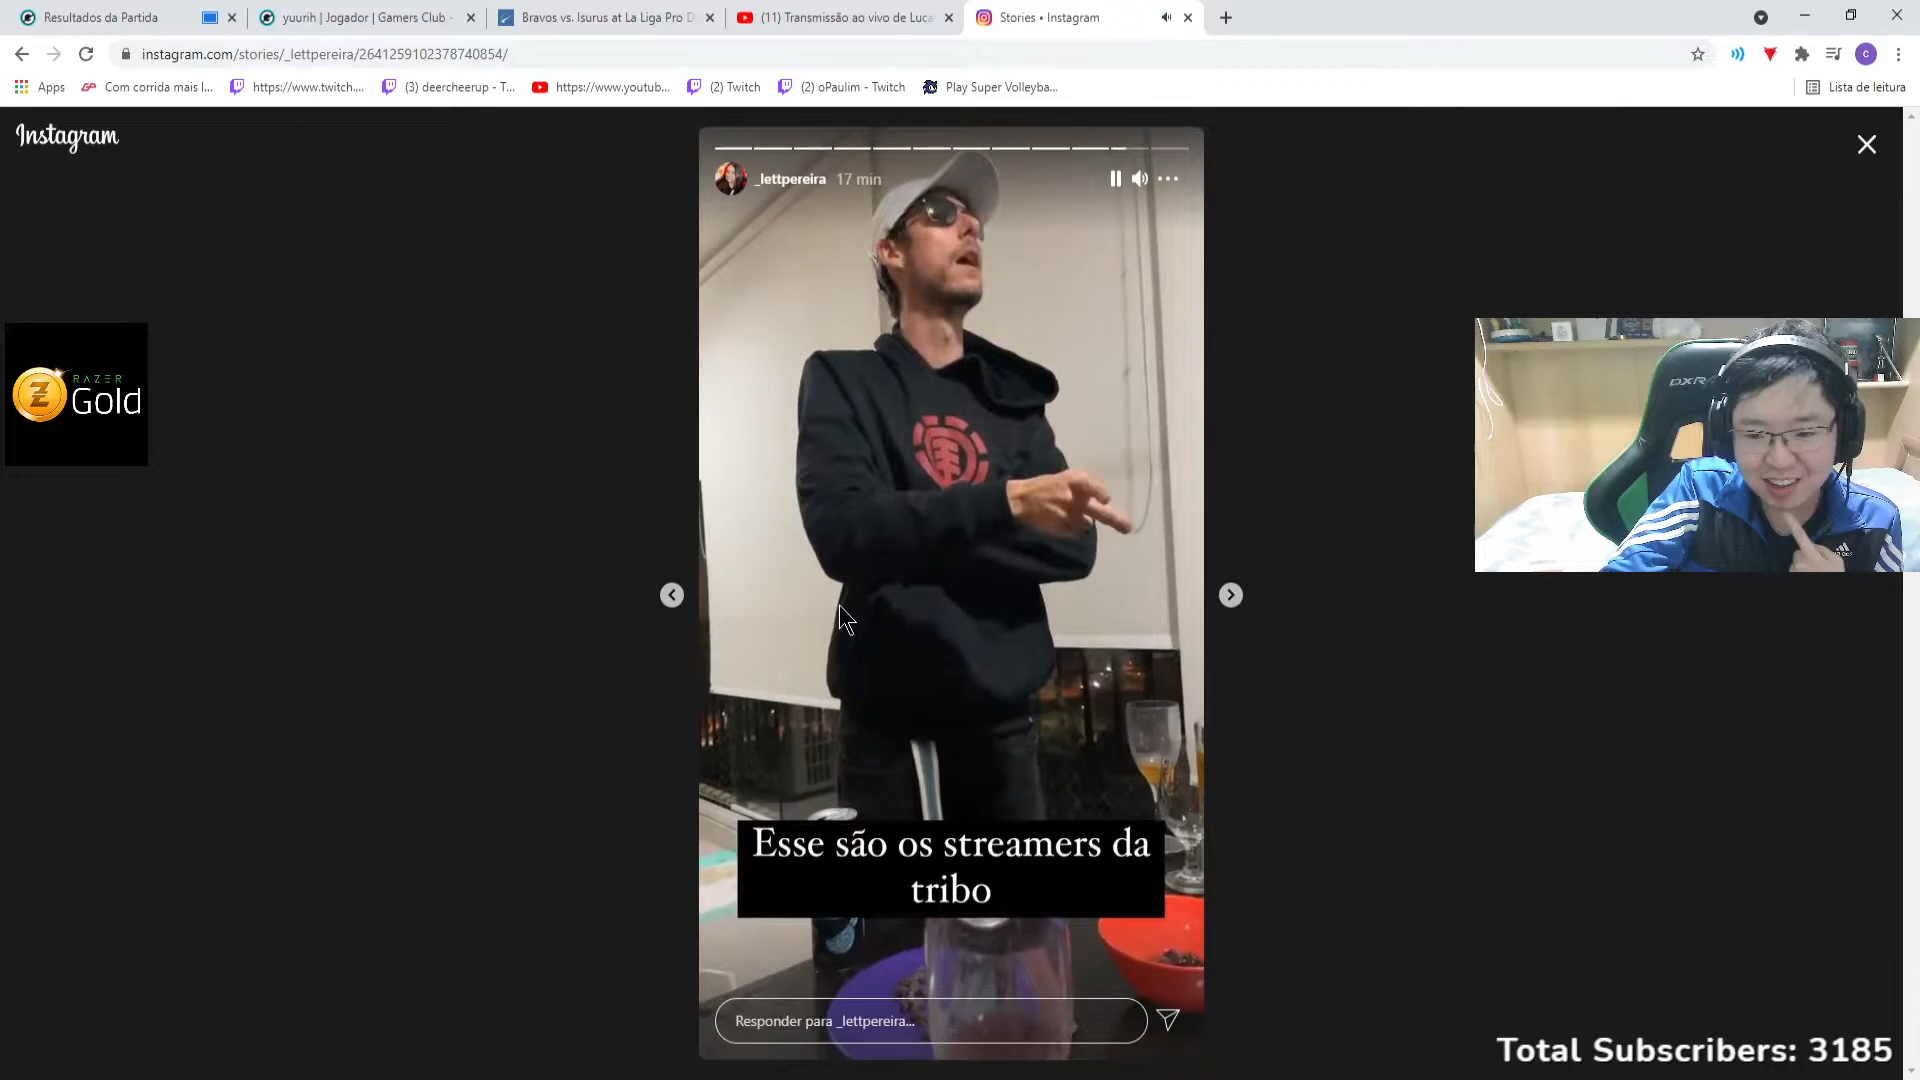 Resultados da Partida
yuurih | Jogador | Gamers Club -
Bravos vs. Isurus at La Liga Pro D
(11) Transmissão ao vivo de Luca
Stories • Instagram
instagram.com/stories/_lettpereira/2641259102378740854/
c
Apps
Com corrida mais l...
https://www.twitch....
(3) deercheerup - T...
https://www.youtub...
(2) Twitch
(2) oPaulim - Twitch
Play Super Volleyba...
Lista de leitura
Instagram
_lettpereira 17 min
RAZER
Gold
DXR
Esse são os streamers da
tribo
Responder para _lettpereira...
Total Subscribers: 3185